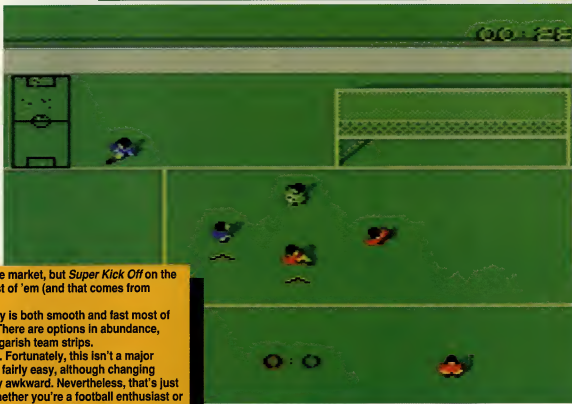 00:28
e market, but Super Kick Off on the
st of 'em (and that comes from
y is both smooth and fast most of
There are options in abundance,
garish team strips.
. Fortunately, this isn't a major
fairly easy, although changing
y awkward. Nevertheless, that's just
hether you're a football enthusiast or
0:0